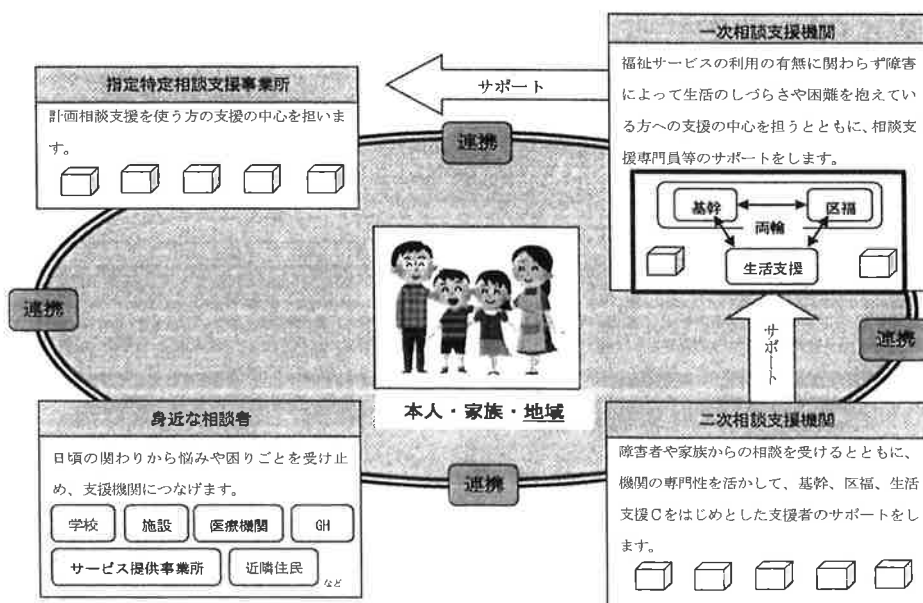 指定特定相談支援事業所
計画相談支援を使う方の支援の中心を担いま
す。
サポート
一次相談支援機関
福祉サービスの利用の有無に関わらず障害
によって生活のしづらさや困難を抱えてい
る方への支援の中心を担うとともに、相談支
援専門員等のサポートをします。
基幹
区福
両輪
生活支援
連携
連携
連携
連携
サポート
本人・家族・地域
身近な相談者
日頃の関わりから悩みや困りごとを受け止
め、支援機関につなげます。
学校
施設
医療機関
GH
サービス提供事業所
近隣住民
など
二次相談支援機関
障害者や家族からの相談を受けるとともに、
機関の専門性を活かして、基幹、区福、生活
支援Cをはじめとした支援者のサポートをし
ます。